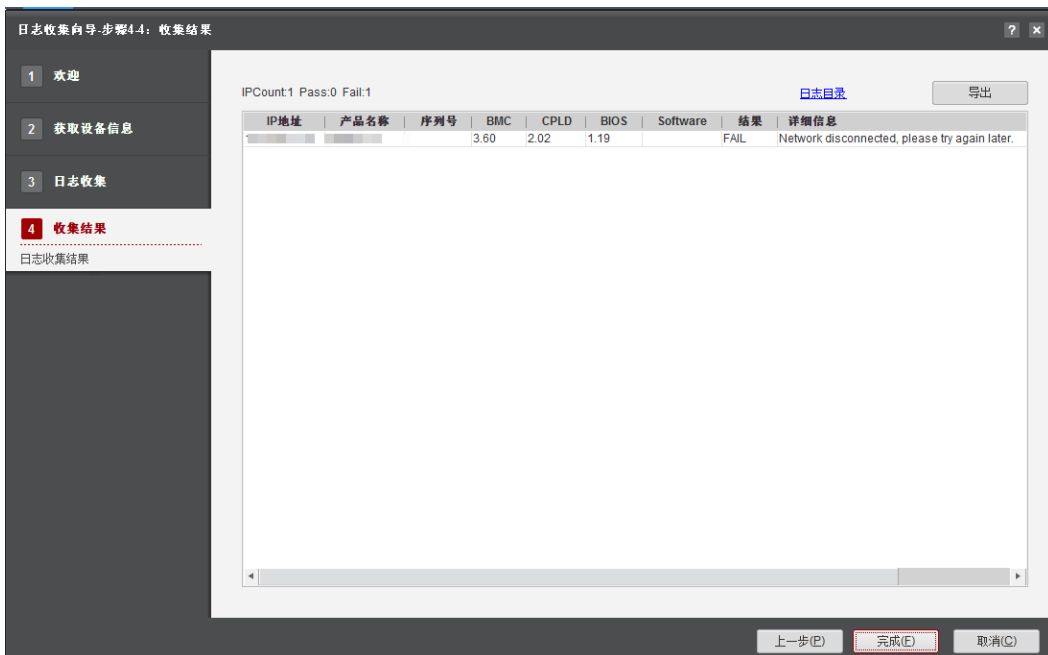 日志收集向导-步骤4-4：收集结果
? ×
1 欢迎
2 获取设备信息
3 日志收集
4 收集结果
日志收集结果
IPCount:1 Pass:0 Fail:1 日志目录 导出
IP地址 产品名称 序列号 BMC CPLD BIOS Software 结果 详细信息
3.60 2.02 1.19 FAIL Network disconnected, please try again later.
上一步(P) 完成(F) 取消(C)